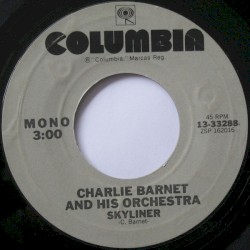 COLUMBIA
® "Columbia," Marcas Reg.
MONO
3:00
45 RPM
13-33288
ZSP 162016
CHARLIE BARNET
AND HIS ORCHESTRA
SKYLINER
-C. Barnet-